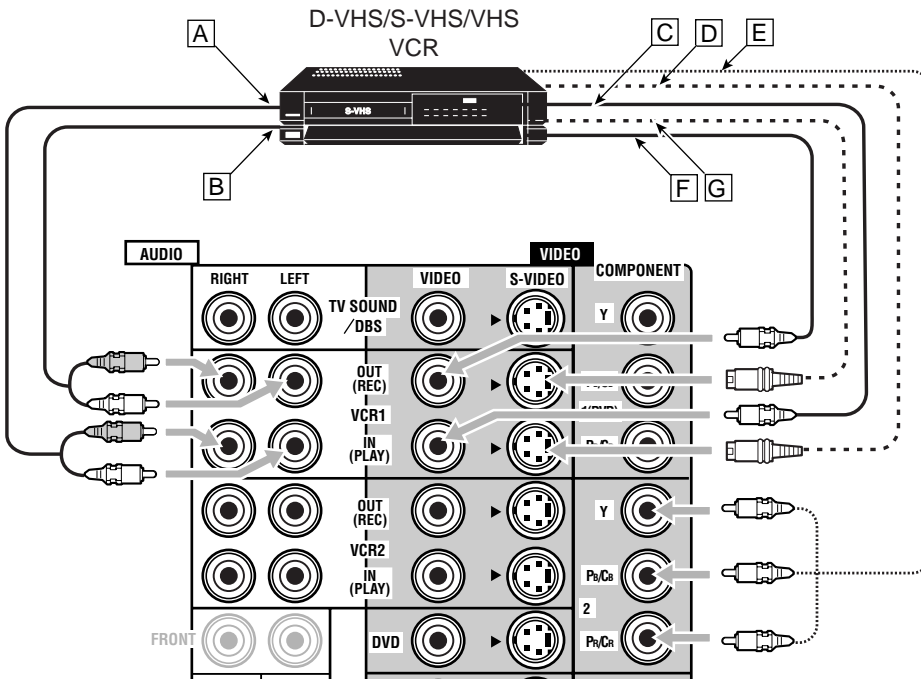 D-VHS/S-VHS/VHS
VCR
A
C
D
E
S-VHS
B
F
G
AUDIO
VIDEO
RIGHT
LEFT
VIDEO
S-VIDEO
COMPONENT
TV SOUND
/DBS
Y
OUT
(REC)
VCR1
IN
(PLAY)
OUT
(REC)
Y
VCR2
IN
(PLAY)
PB/CB
2
FRONT
DVD
PR/CR